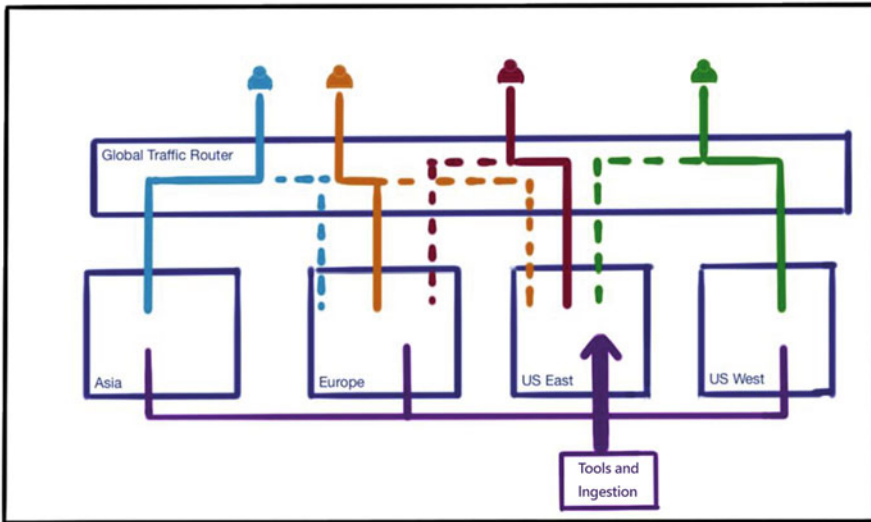 Global Traffic Router
Asia
Europe
US East
US West
Tools and
Ingestion